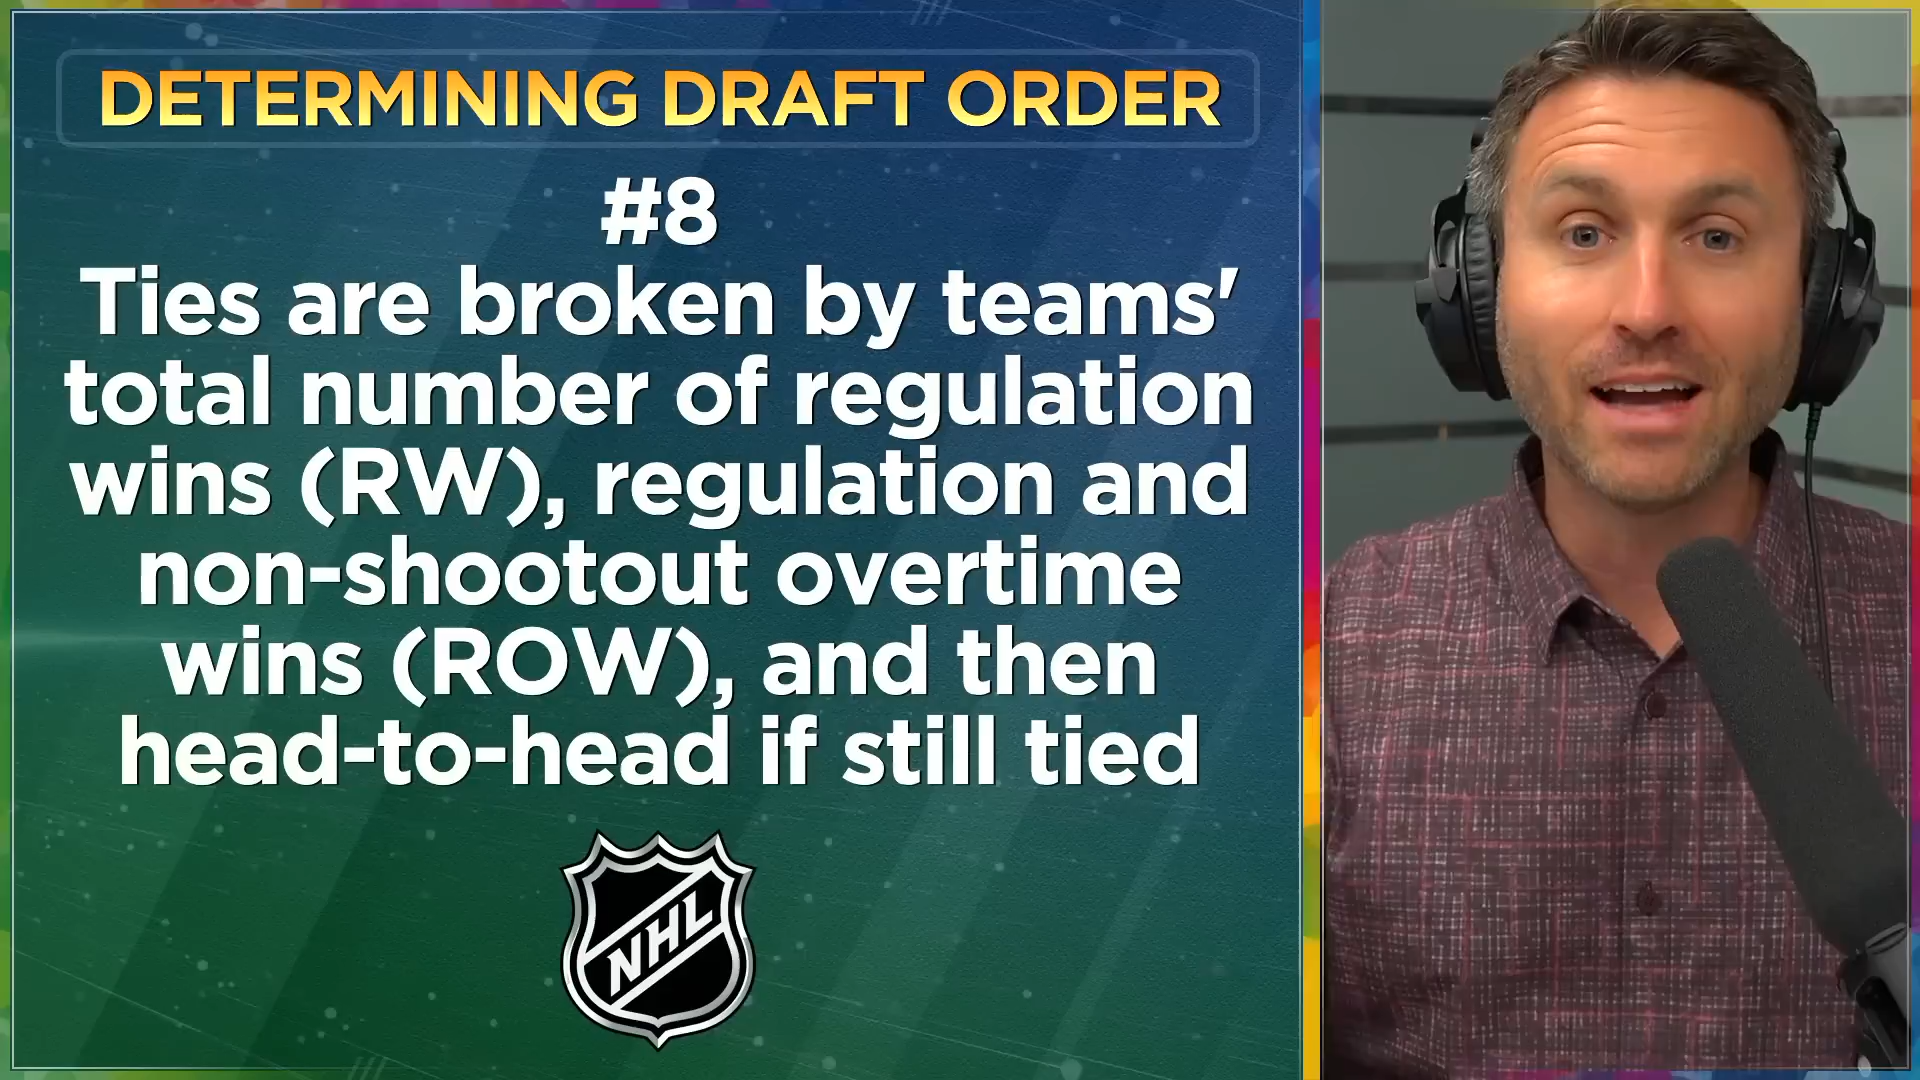 DETERMINING DRAFT ORDER
#8
Ties are broken by teams'
total number of regulation
wins (RW), regulation and
non-shootout overtime
wins (ROW), and then
head-to-head if still tied
NHL